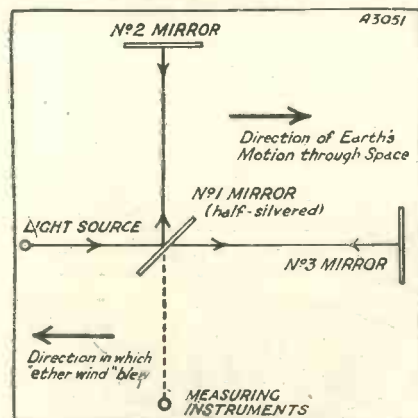 A3051
Nº2 MIRROR
Direction of Earth's
Motion through Space
Nº1 MIRROR
(half-silvered)
LIGHT SOURCE
Nº3 MIRROR
Direction in which
"ether wind" blew
MEASURING
INSTRUMENTS